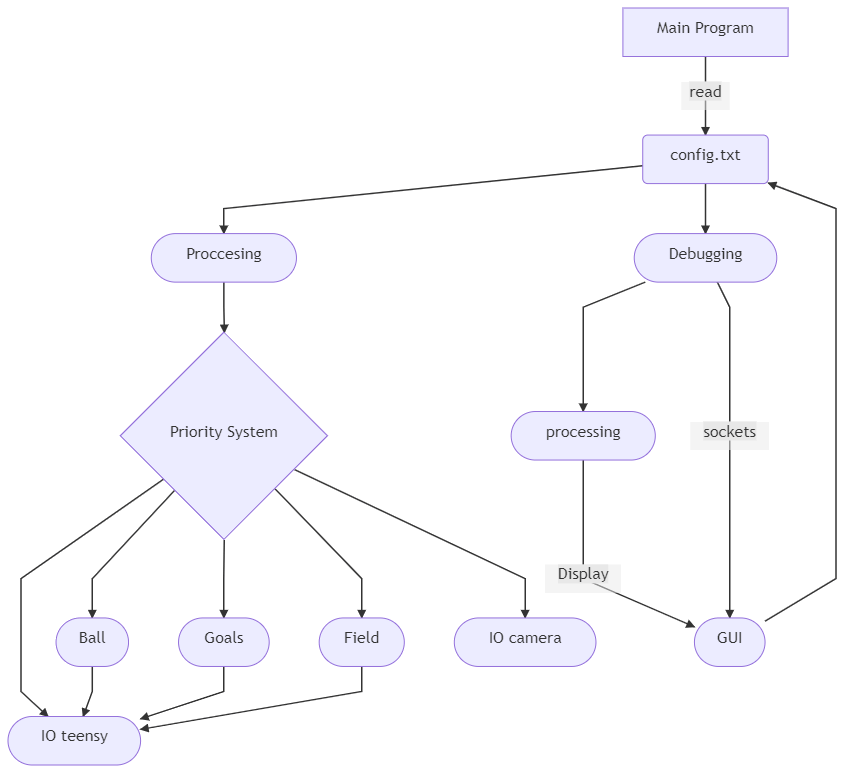 Main Program
read
config.txt
Proccesing
Debugging
Priority System
processing
sockets
Display
Ball
Goals
Field
IO camera
GUI
IO teensy